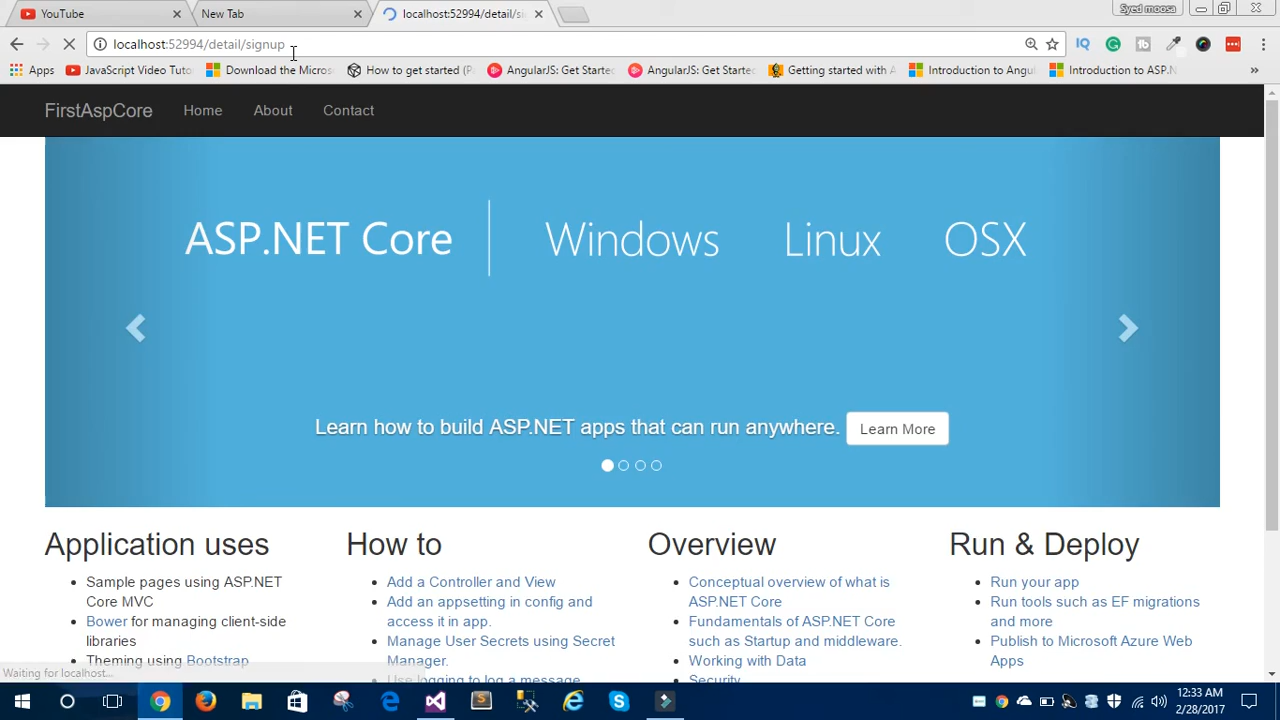 YouTube
New Tab
localhost:52994/detail/si
Syed moosa
localhost:52994/detail/signup
Apps
JavaScript Video Tuto
Download the Micros
How to get started (P
AngularJS: Get Starte
AngularJS: Get Starte
Getting started with A
Introduction to Angu
Introduction to ASP.N
FirstAspCore
Home
About
Contact
ASP.NET Core
Windows
Linux
OSX
Learn how to build ASP.NET apps that can run anywhere.
Learn More
Application uses
Sample pages using ASP.NET
Core MVC
Bower for managing client-side
libraries
Theming using Bootstrap
How to
Add a Controller and View
Add an appsetting in config and
access it in app.
Manage User Secrets using Secret
Manager.
Use logging to log a message.
Overview
Conceptual overview of what is
ASP.NET Core
Fundamentals of ASP.NET Core
such as Startup and middleware.
Working with Data
Security
Run & Deploy
Run your app
Run tools such as EF migrations
and more
Publish to Microsoft Azure Web
Apps
Waiting for localhost...
12:33 AM
2/28/2017